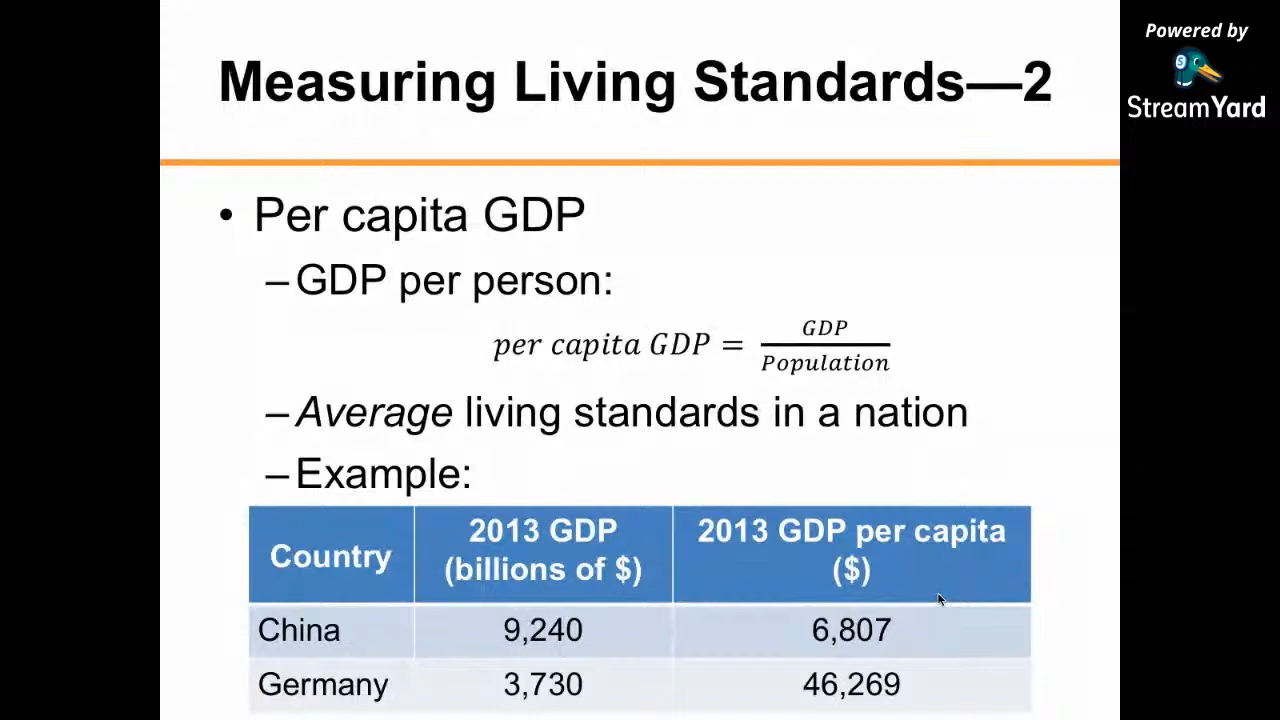 Measuring Living Standards—2
Powered by
StreamYard
• Per capita GDP
–GDP per person:
per capita GDP = GDP / Population
–Average living standards in a nation
–Example:
Country 2013 GDP (billions of $) 2013 GDP per capita ($)
China 9,240 6,807
Germany 3,730 46,269